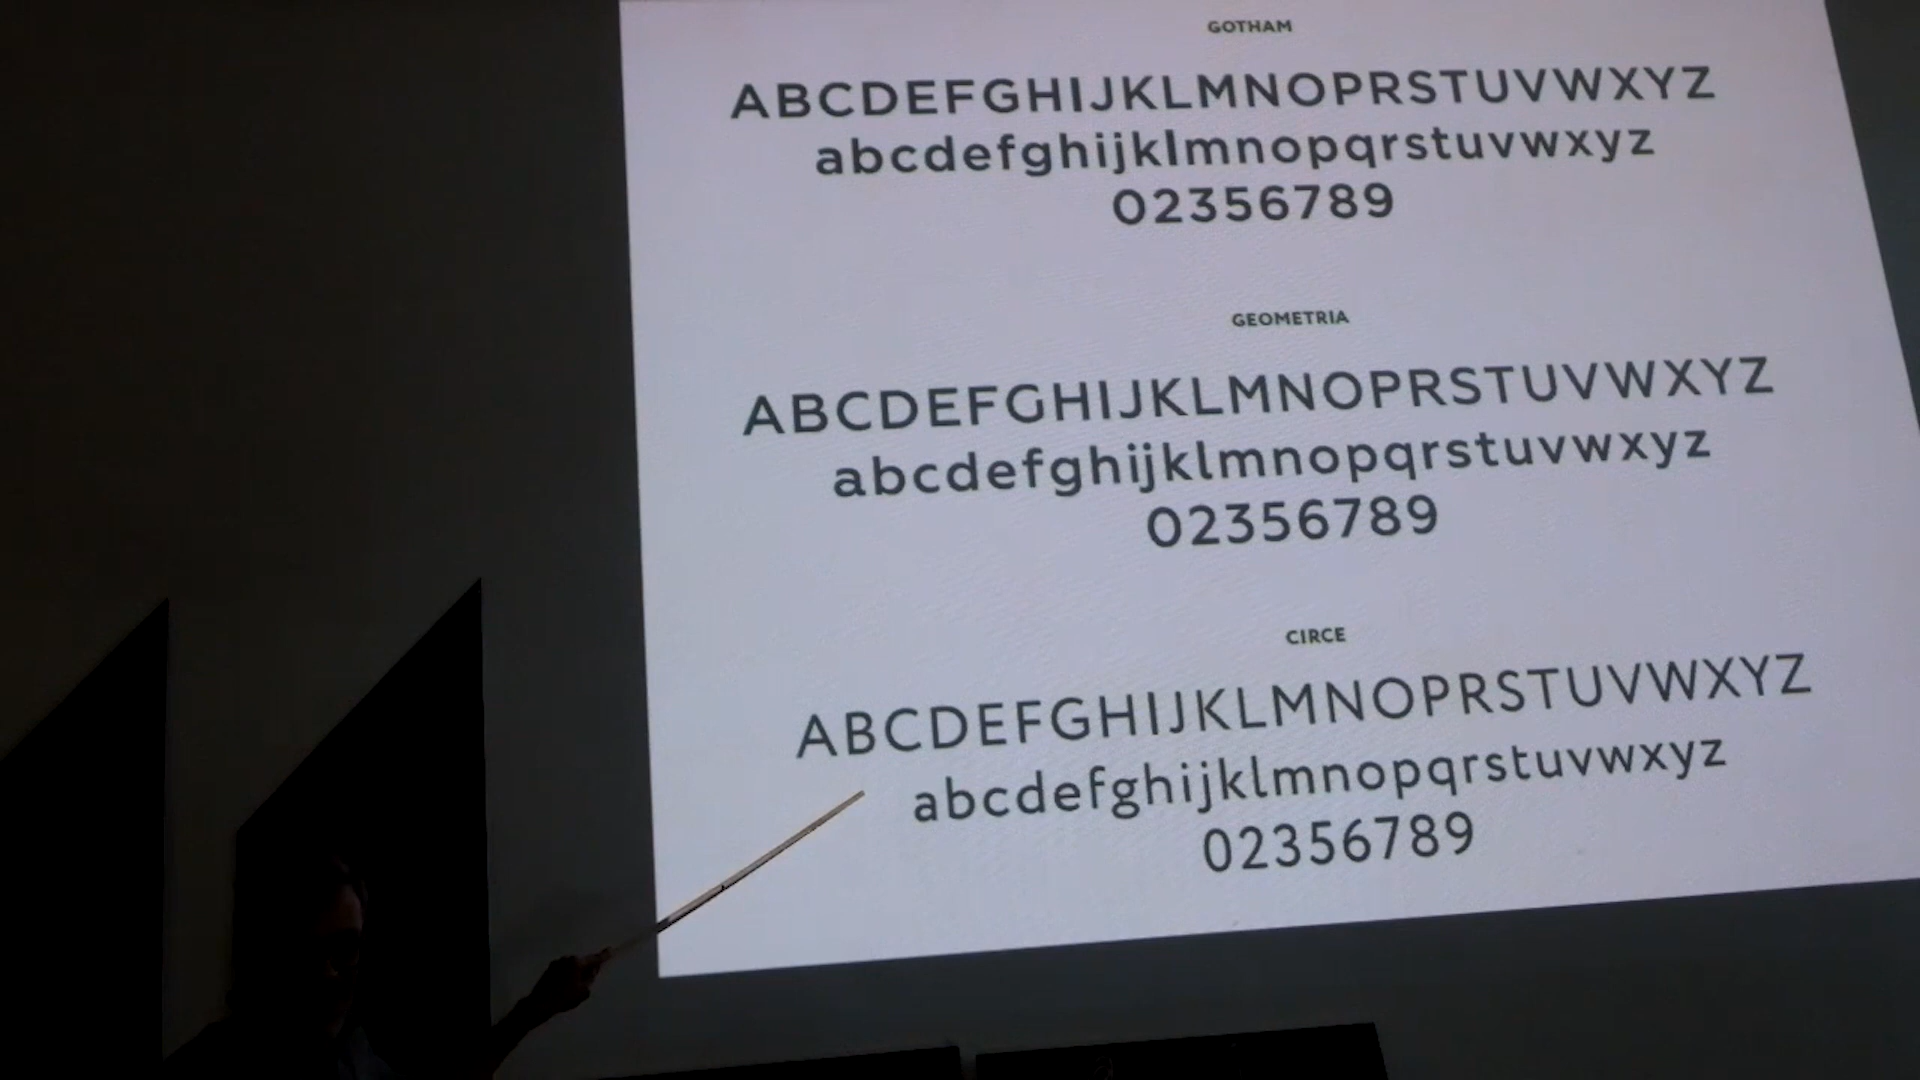 GOTHAM
ABCDEFGHIJKLMNOPRSTUVWXYZ
abcdefghijklmnopqrstuvwxyz
02356789
GEOMETRIA
ABCDEFGHIJKLMNOPRSTUVWXYZ
abcdefghijklmnopqrstuvwxyz
02356789
CIRCE
ABCDEFGHIJKLMNOPRSTUVWXYZ
abcdefghijklmnopqrstuvwxyz
02356789